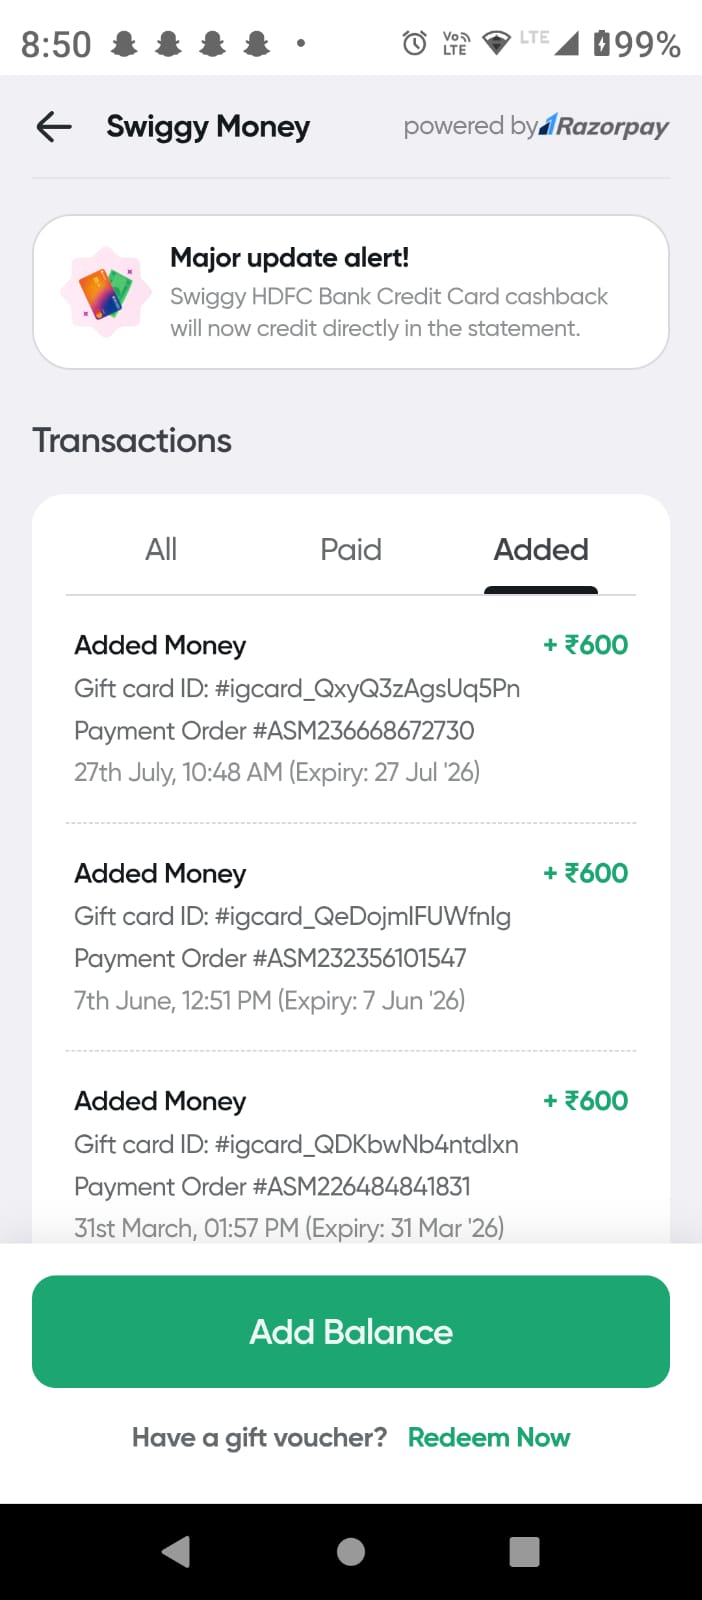 8:50
Vo LTE
LTE
99%
Swiggy Money
powered by Razorpay
Major update alert!
Swiggy HDFC Bank Credit Card cashback
will now credit directly in the statement.
Transactions
All Paid Added
Added Money + ₹600
Gift card ID: #igcard_QxyQ3zAgsUq5Pn
Payment Order #ASM236668672730
27th July, 10:48 AM (Expiry: 27 Jul '26)
Added Money + ₹600
Gift card ID: #igcard_QeDojmlFUWfnlg
Payment Order #ASM232356101547
7th June, 12:51 PM (Expiry: 7 Jun '26)
Added Money + ₹600
Gift card ID: #igcard_QDKbwNb4ntdlxn
Payment Order #ASM226484841831
31st March, 01:57 PM (Expiry: 31 Mar '26)
Add Balance
Have a gift voucher? Redeem Now